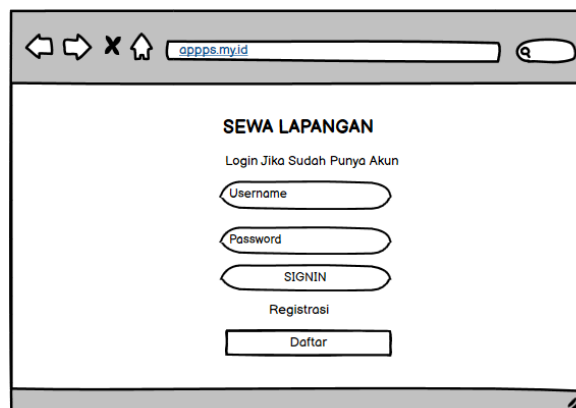 appps.my.id
SEWA LAPANGAN
Login Jika Sudah Punya Akun
Username
Password
SIGNIN
Registrasi
Daftar